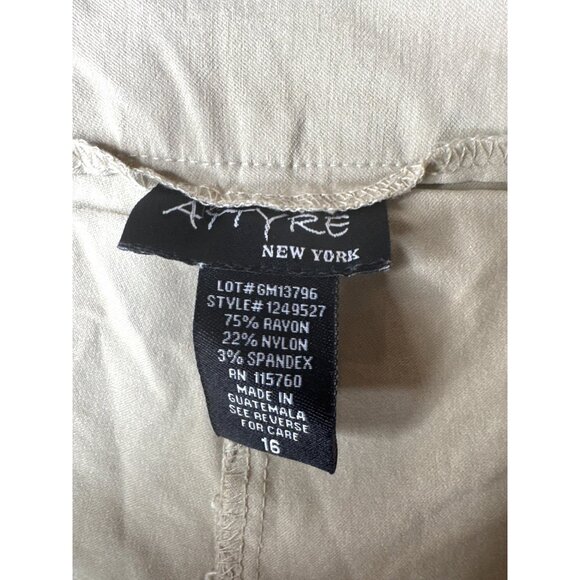 ATTYRE
NEW YORK
LOT# GM13796
STYLE# 1249527
75% RAYON
22% NYLON
3% SPANDEX
RN 115760
MADE IN
GUATEMALA
SEE REVERSE
FOR CARE
16